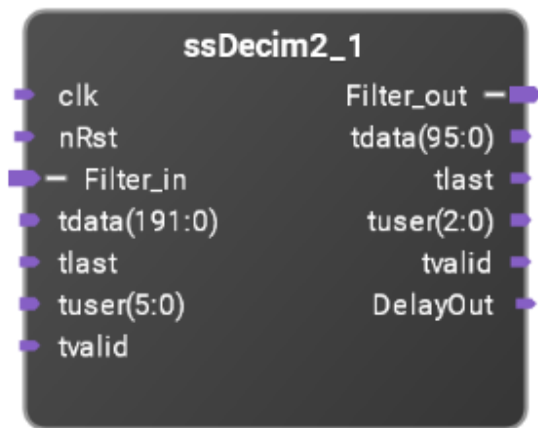 ssDecim2_1
clk
nRst
Filter_in
tdata(191:0)
tlast
tuser(5:0)
tvalid
Filter_out
tdata(95:0)
tlast
tuser(2:0)
tvalid
DelayOut